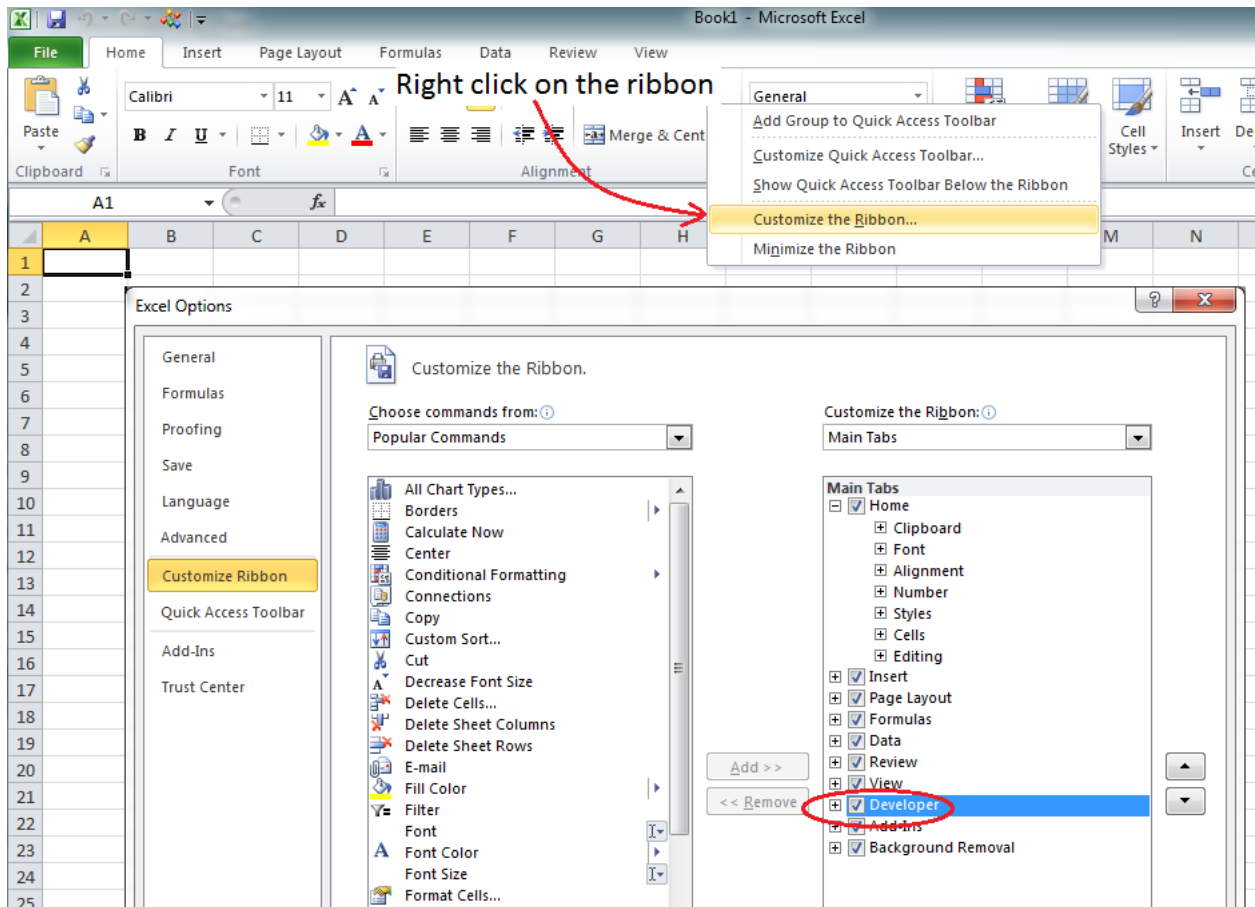 Book1 - Microsoft Excel
File Home Insert Page Layout Formulas Data Review View
Right click on the ribbon
Calibri 11 A A General
Paste B I U A Merge & Cent Cell Styles Insert
Clipboard Font Alignment
Add Group to Quick Access Toolbar
Customize Quick Access Toolbar...
Show Quick Access Toolbar Below the Ribbon
Customize the Ribbon...
Minimize the Ribbon
A1 fx
A B C D E F G H M N
1
2
3
4
5
6
7
8
9
10
11
12
13
14
15
16
17
18
19
20
21
22
23
24
25
Excel Options
General
Formulas
Proofing
Save
Language
Advanced
Customize Ribbon
Quick Access Toolbar
Add-Ins
Trust Center
Customize the Ribbon.
Choose commands from:
Popular Commands
All Chart Types...
Borders
Calculate Now
Center
Conditional Formatting
Connections
Copy
Custom Sort...
Cut
Decrease Font Size
Delete Cells...
Delete Sheet Columns
Delete Sheet Rows
E-mail
Fill Color
Filter
Font
Font Color
Font Size
Format Cells...
Add >>
<< Remove
Customize the Ribbon:
Main Tabs
Main Tabs
Home
Clipboard
Font
Alignment
Number
Styles
Cells
Editing
Insert
Page Layout
Formulas
Data
Review
View
Developer
Add-Ins
Background Removal